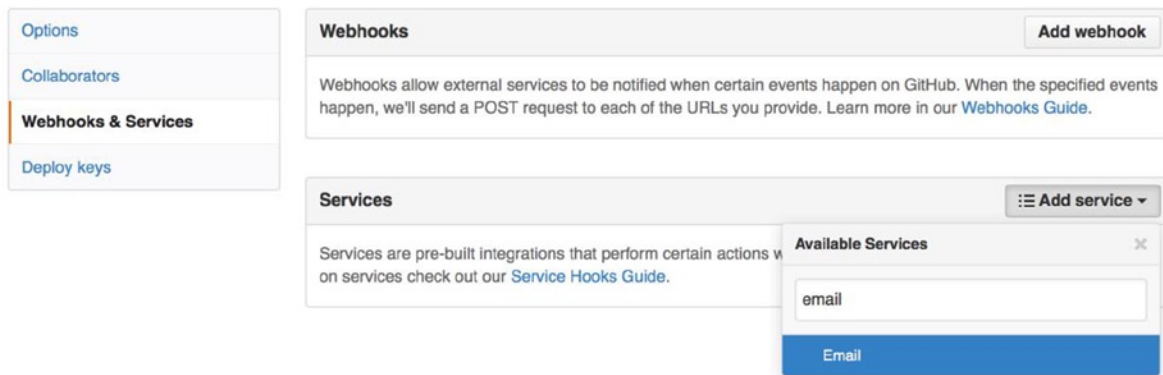 Options
Collaborators
Webhooks & Services
Deploy keys
Webhooks
Add webhook
Webhooks allow external services to be notified when certain events happen on GitHub. When the specified events
happen, we'll send a POST request to each of the URLs you provide. Learn more in our Webhooks Guide.
Services
Add service
Services are pre-built integrations that perform certain actions
on services check out our Service Hooks Guide.
Available Services
email
Email